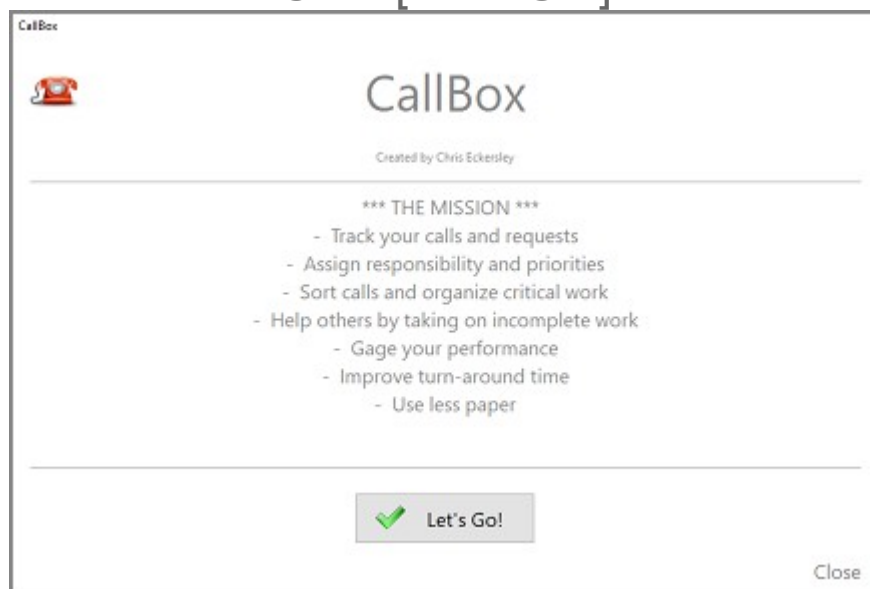 CallBox
CallBox
Created by Chris Eckersley
*** THE MISSION ***
- Track your calls and requests
- Assign responsibility and priorities
- Sort calls and organize critical work
- Help others by taking on incomplete work
- Gage your performance
- Improve turn-around time
- Use less paper
Let's Go!
Close